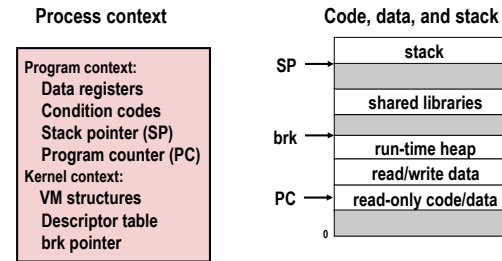 Process context
Program context:
Data registers
Condition codes
Stack pointer (SP)
Program counter (PC)
Kernel context:
VM structures
Descriptor table
brk pointer
Code, data, and stack
stack
SP
shared libraries
brk
run-time heap
read/write data
PC
read-only code/data
0